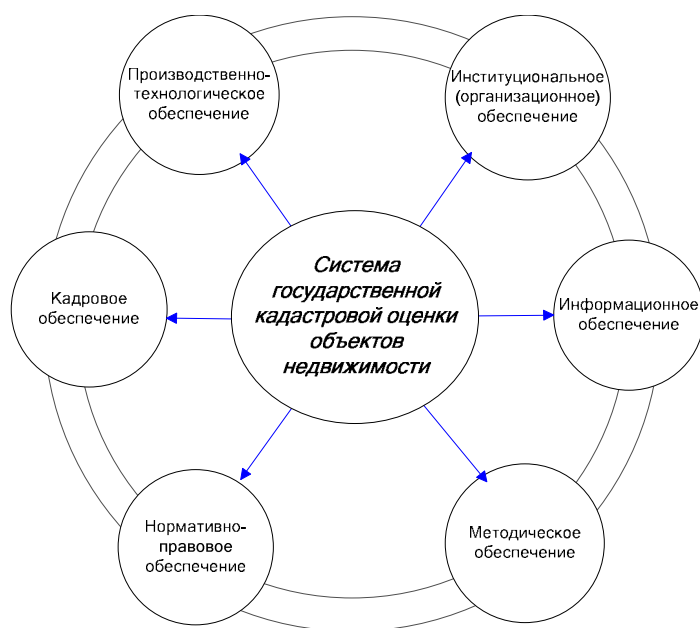 Производственно-
технологическое
обеспечение
Институциональное
(организационное)
обеспечение
Система
государственной
кадастровой оценки
объектов
недвижимости
Кадровое
обеспечение
Информационное
обеспечение
Нормативно-
правовое
обеспечение
Методическое
обеспечение